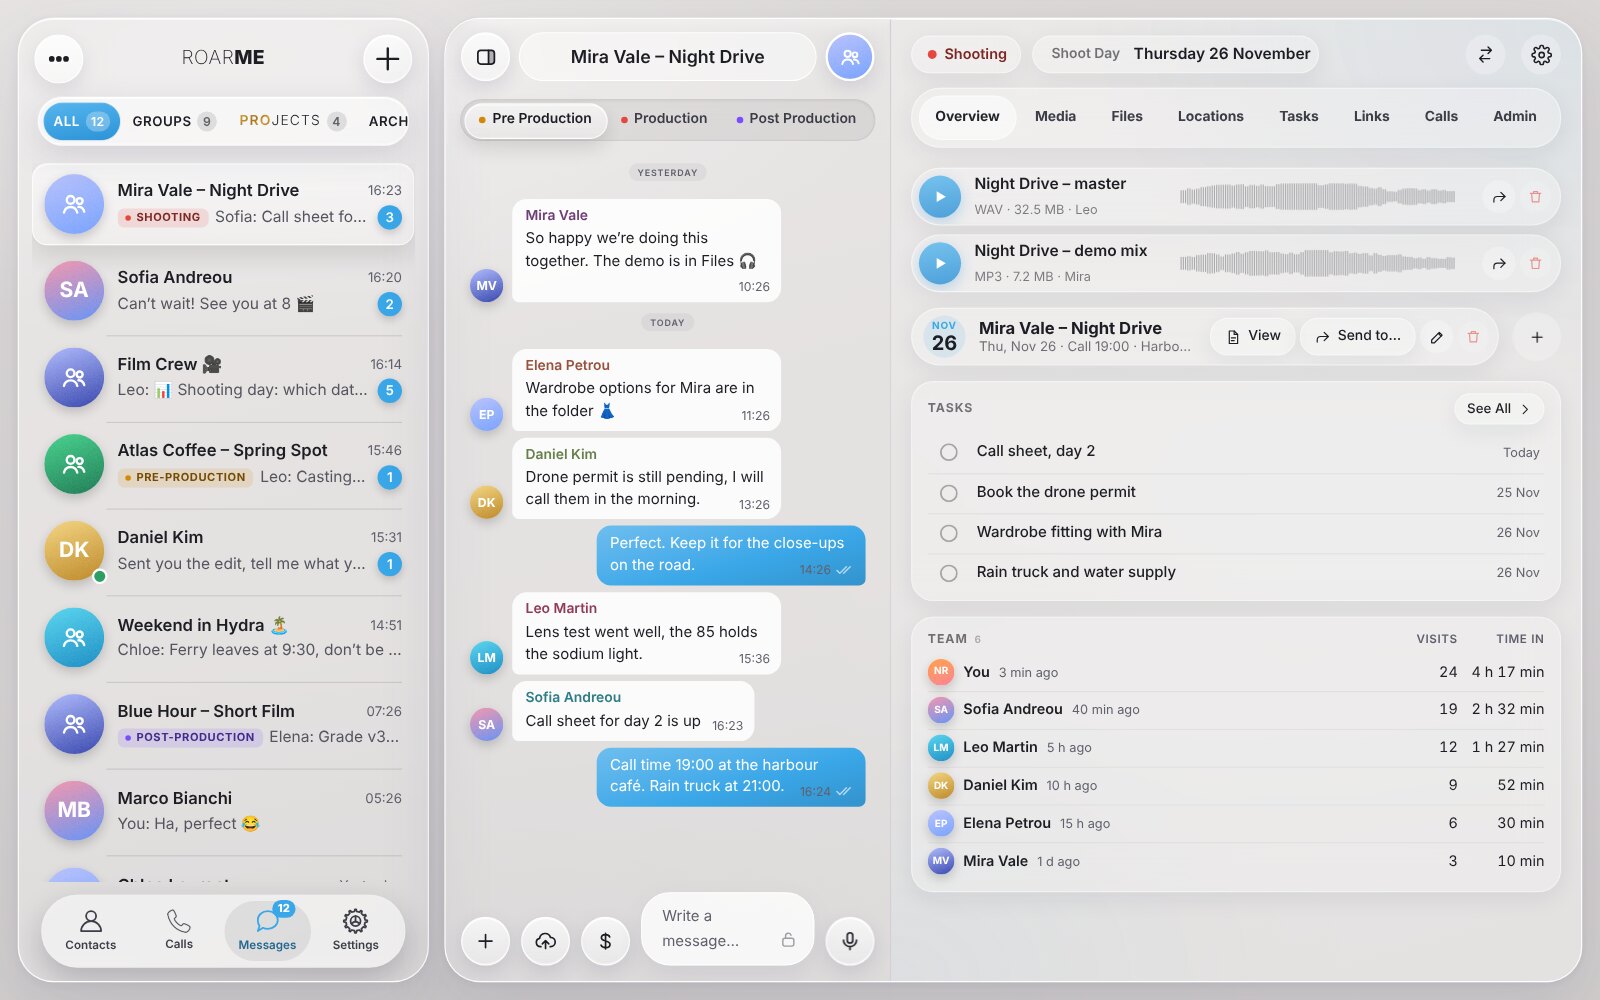 ROARME
ALL 12
GROUPS 9
PROJECTS 4
ARCH
Mira Vale – Night Drive 16:23
SHOOTING Sofia: Call sheet fo... 3
Sofia Andreou 16:20
Can't wait! See you at 8 🎬 2
Film Crew 🎥 16:14
Leo: 📊 Shooting day: which dat... 5
Atlas Coffee – Spring Spot 15:46
PRE-PRODUCTION Leo: Casting... 1
DK Daniel Kim 15:31
Sent you the edit, tell me what y... 1
Weekend in Hydra 🏝️ 14:51
Chloe: Ferry leaves at 9:30, don't be ...
Blue Hour – Short Film 07:26
POST-PRODUCTION Elena: Grade v3...
MB Marco Bianchi 05:26
You: Ha, perfect 😂
SA
12
Contacts
Calls
Messages
Settings
Mira Vale – Night Drive
Pre Production
Production
Post Production
YESTERDAY
Mira Vale
So happy we're doing this
together. The demo is in Files 🎧
10:26
MV
TODAY
Elena Petrou
Wardrobe options for Mira are in
the folder 👗 11:26
EP
Daniel Kim
Drone permit is still pending, I will
call them in the morning. 13:26
DK
Perfect. Keep it for the close-ups
on the road. 14:26
Leo Martin
Lens test went well, the 85 holds
the sodium light. 15:36
LM
Sofia Andreou
Call sheet for day 2 is up 16:23
SA
Call time 19:00 at the harbour
café. Rain truck at 21:00. 16:24
$
Write a
message...
Shooting
Shoot Day Thursday 26 November
Overview
Media
Files
Locations
Tasks
Links
Calls
Admin
Night Drive – master
WAV · 32.5 MB · Leo
Night Drive – demo mix
MP3 · 7.2 MB · Mira
NOV
26
Mira Vale – Night Drive
Thu, Nov 26 · Call 19:00 · Harbo...
View
Send to...
TASKS
See All
Call sheet, day 2 Today
Book the drone permit 25 Nov
Wardrobe fitting with Mira 26 Nov
Rain truck and water supply 26 Nov
TEAM 6 VISITS TIME IN
NR You 3 min ago 24 4 h 17 min
SA Sofia Andreou 40 min ago 19 2 h 32 min
LM Leo Martin 5 h ago 12 1 h 27 min
DK Daniel Kim 10 h ago 9 52 min
EP Elena Petrou 15 h ago 6 30 min
MV Mira Vale 1 d ago 3 10 min